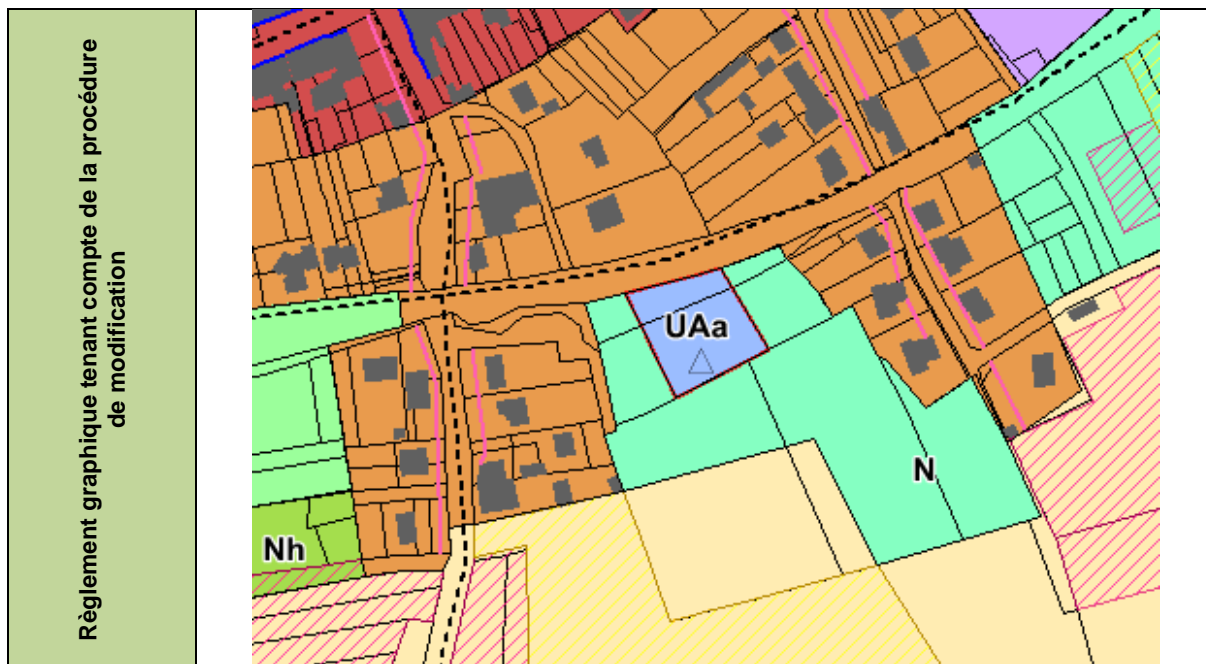 Règlement graphique tenant compte de la procédure
de modification
UAa
N
Nh